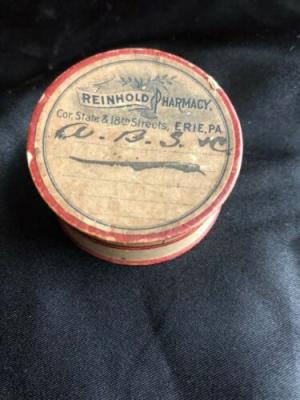 REINHOLD PHARMACY,
Cor. State & 18th Streets, ERIE, PA.
A. B. S. & C